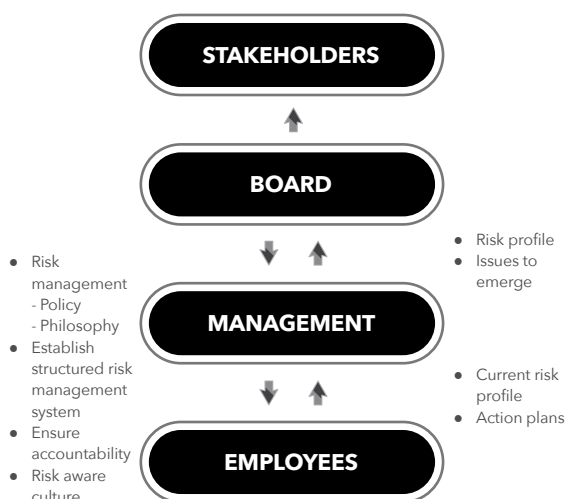 STAKEHOLDERS
BOARD
● Risk profile
● Issues to
emerge
● Risk
management
- Policy
- Philosophy
● Establish
structured risk
management
system
● Ensure
accountability
● Risk aware
culture
MANAGEMENT
● Current risk
profile
● Action plans
EMPLOYEES